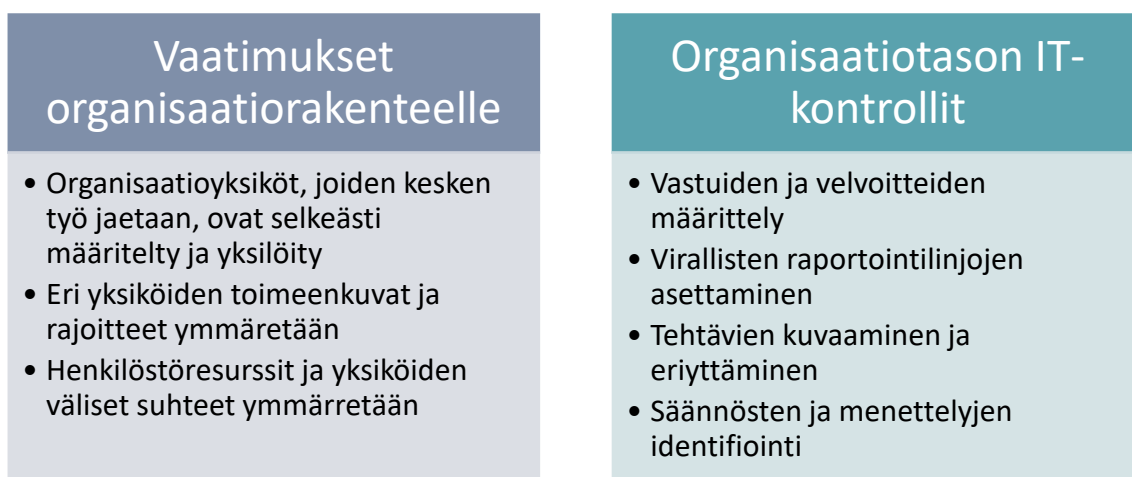 Vaatimukset
organisaatiorakenteelle
• Organisaatioyksiköt, joiden kesken
työ jaetaan, ovat selkeästi
määritelty ja yksilöity
• Eri yksiköiden toimeenkuvat ja
rajoitteet ymmäretään
• Henkilöstöresurssit ja yksiköiden
väliset suhteet ymmärretään
Organisaatiotason IT-
kontrollit
• Vastuiden ja velvoitteiden
määrittely
• Virallisten raportointilinjojen
asettaminen
• Tehtävien kuvaaminen ja
eriyttäminen
• Säännösten ja menettelyjen
identifiointi